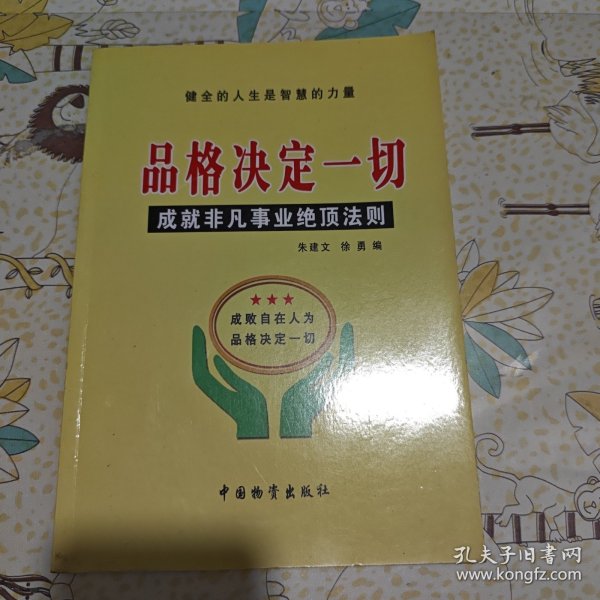 健全的人生是智慧的力量
品格决定一切
成就非凡事业绝顶法则
朱建文 徐勇 编
★★★
成败自在人为
品格决定一切
中国物资出版社
孔夫子旧书网
www.kongfz.com